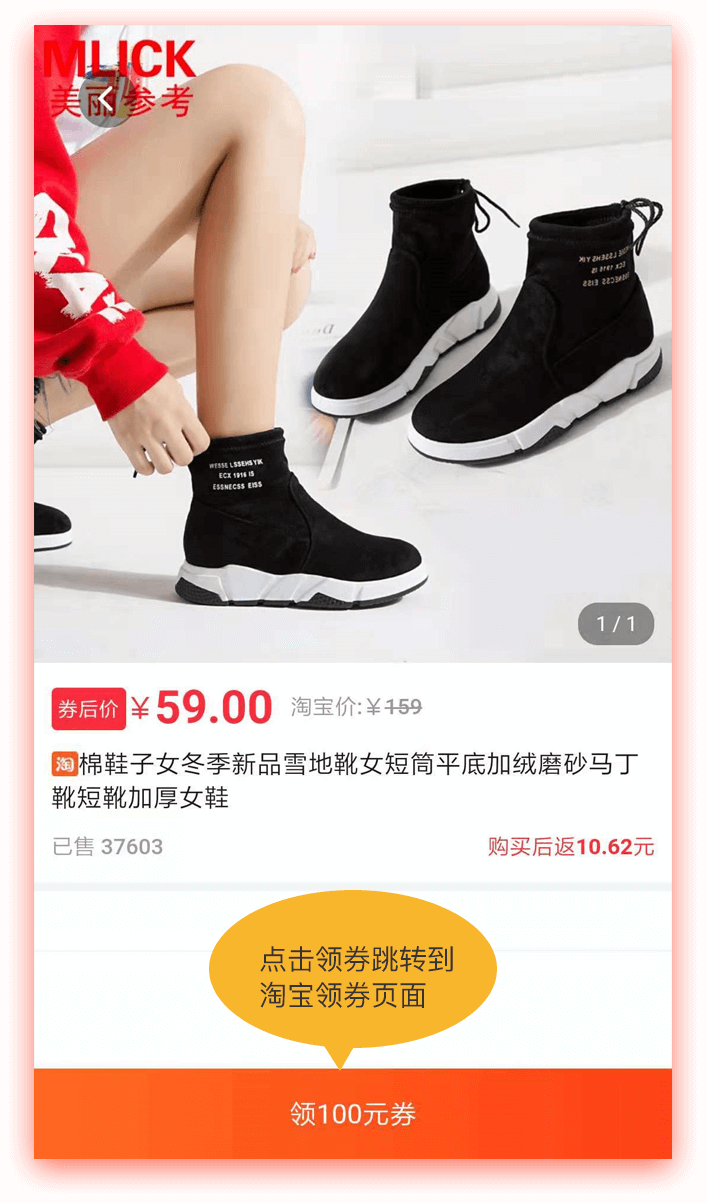 MLICK
美丽参考
WERSE LSSEHS YIK
ECX 1916 IS
ESSNECSS EISS
1 / 1
券后价 ¥59.00 淘宝价:¥159
淘 棉鞋子女冬季新品雪地靴女短筒平底加绒磨砂马丁
靴短靴加厚女鞋
已售 37603 购买后返10.62元
点击领券跳转到
淘宝领券页面
领100元券